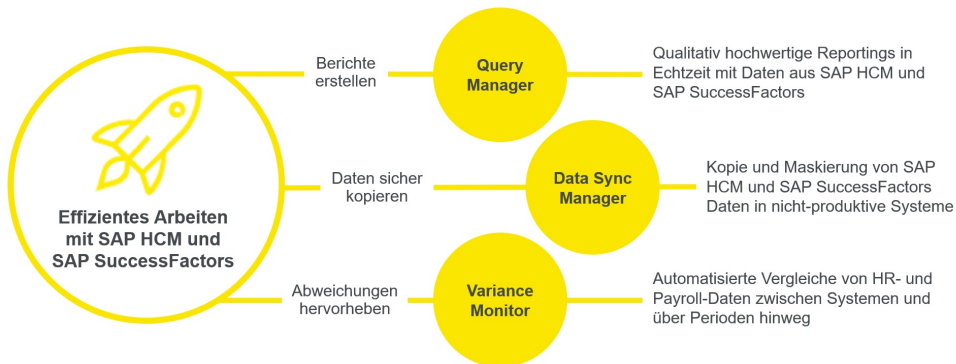 Effizientes Arbeiten
mit SAP HCM und
SAP SuccessFactors
Berichte
erstellen
Query
Manager
Qualitativ hochwertige Reportings in
Echtzeit mit Daten aus SAP HCM und
SAP SuccessFactors
Daten sicher
kopieren
Data Sync
Manager
Kopie und Maskierung von SAP
HCM und SAP SuccessFactors
Daten in nicht-produktive Systeme
Abweichungen
hervorheben
Variance
Monitor
Automatisierte Vergleiche von HR- und
Payroll-Daten zwischen Systemen und
über Perioden hinweg